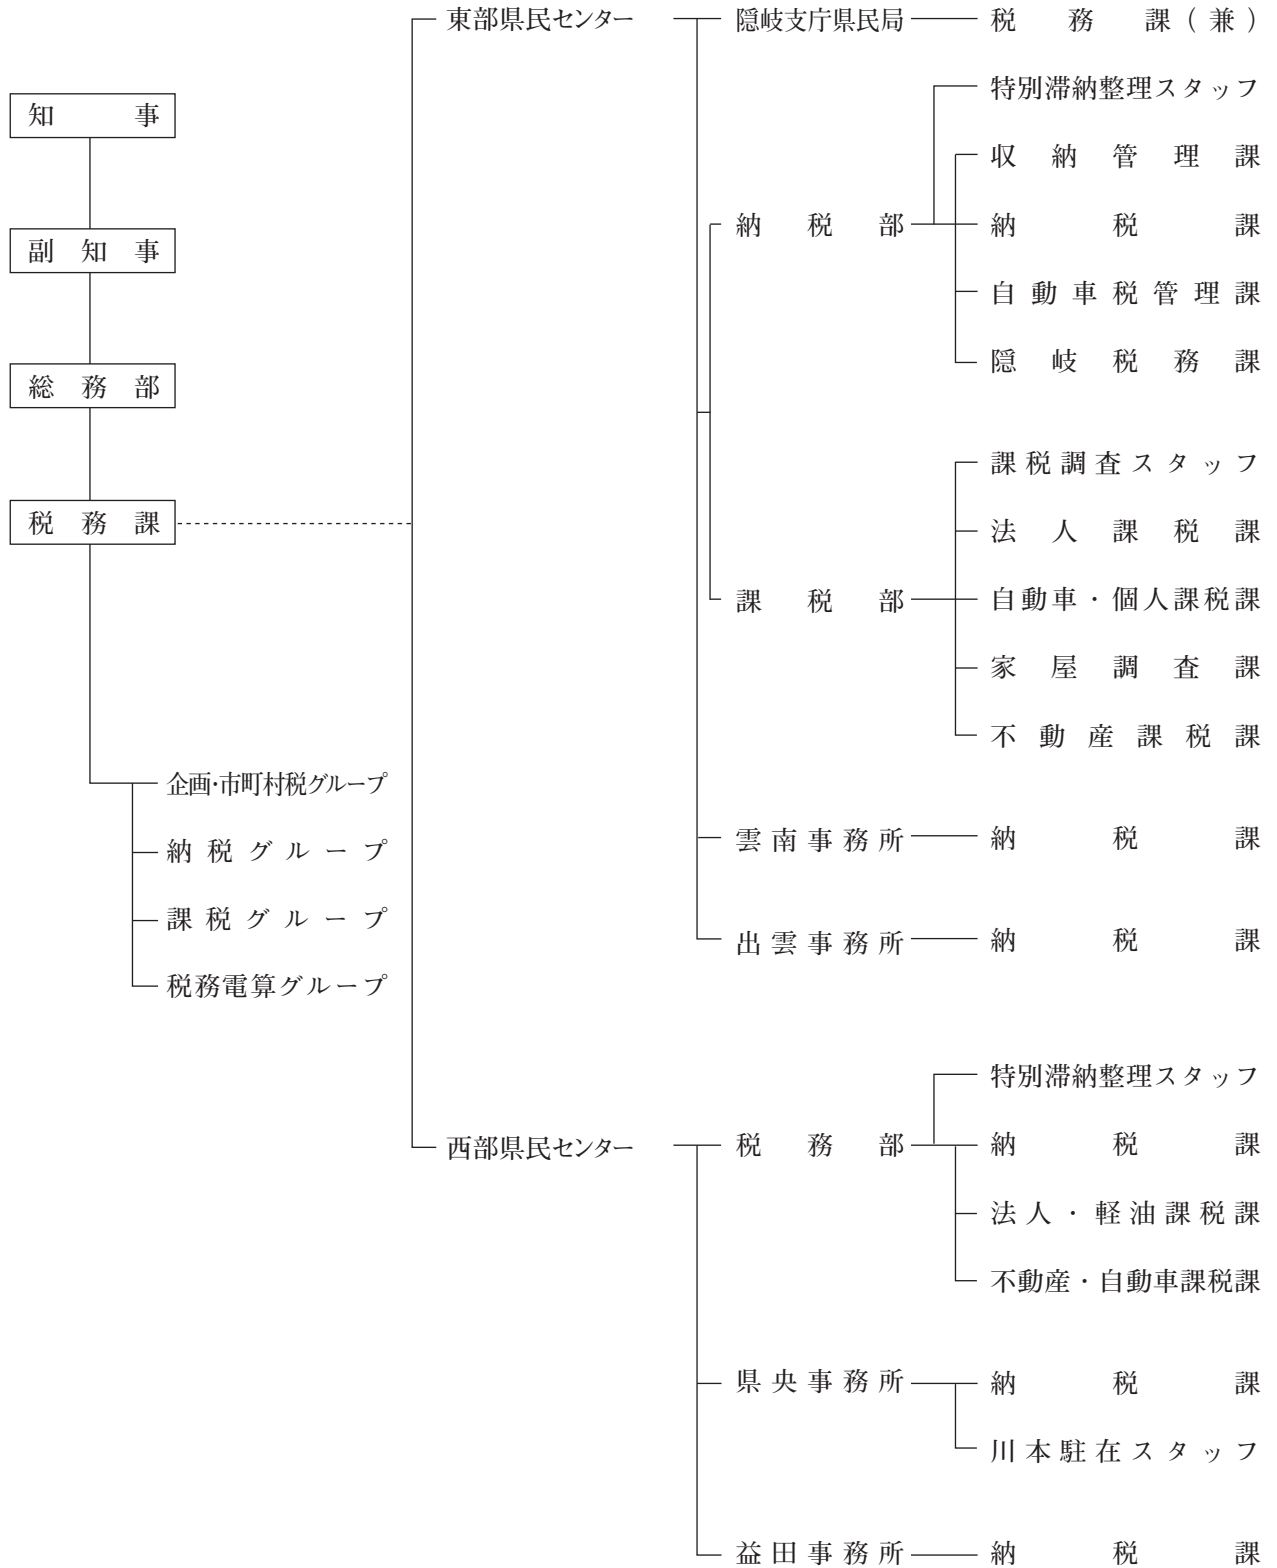 知事
副知事
総務部
税務課
企画・市町村税グループ
納税グループ
課税グループ
税務電算グループ
東部県民センター
隠岐支庁県民局
税務課(兼)
納税部
特別滞納整理スタッフ
収納管理課
納税課
自動車税管理課
隠岐税務課
課税部
課税調査スタッフ
法人課税課
自動車・個人課税課
家屋調査課
不動産課税課
雲南事務所
納税課
出雲事務所
納税課
西部県民センター
税務部
特別滞納整理スタッフ
納税課
法人・軽油課税課
不動産・自動車課税課
県央事務所
納税課
川本駐在スタッフ
益田事務所
納税課